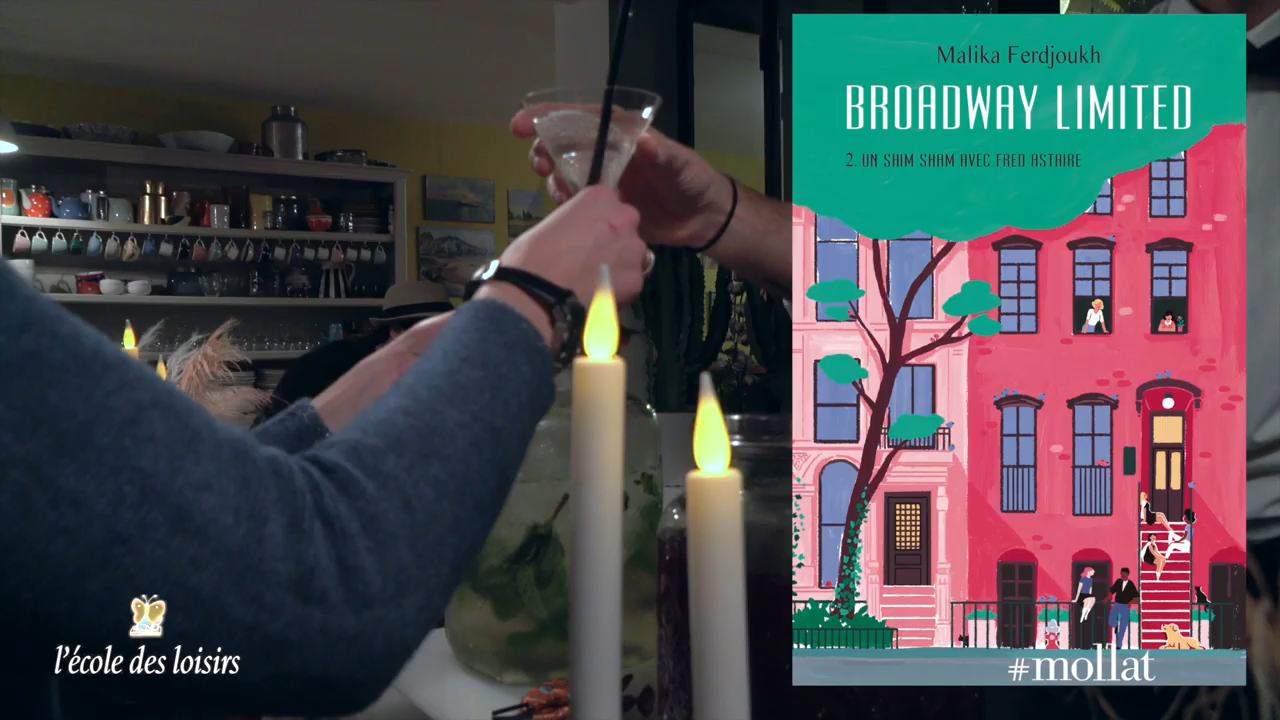 Malika Ferdjoukh
BROADWAY LIMITED
2. UN SHIM SHAM AVEC FRED ASTAIRE
l'école des loisirs
#mollat